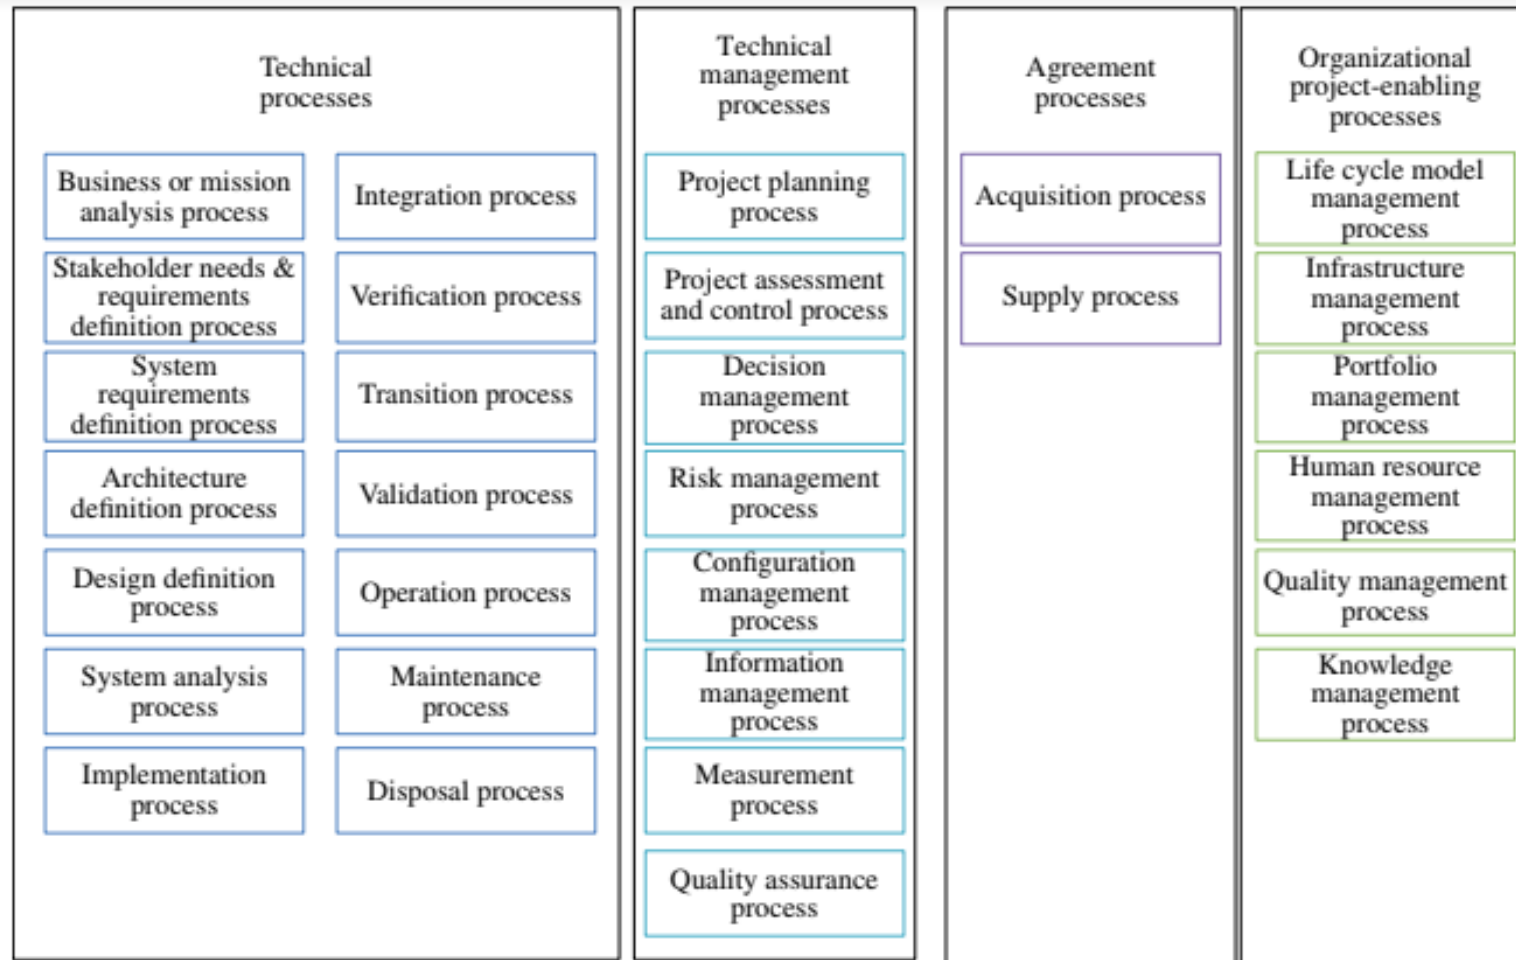 Technical
processes
Business or mission
analysis process
Stakeholder needs &
requirements
definition process
System
requirements
definition process
Architecture
definition process
Design definition
process
System analysis
process
Implementation
process
Integration process
Verification process
Transition process
Validation process
Operation process
Maintenance
process
Disposal process
Technical
management
processes
Project planning
process
Project assessment
and control process
Decision
management
process
Risk management
process
Configuration
management
process
Information
management
process
Measurement
process
Quality assurance
process
Agreement
processes
Acquisition process
Supply process
Organizational
project-enabling
processes
Life cycle model
management
process
Infrastructure
management
process
Portfolio
management
process
Human resource
management
process
Quality management
process
Knowledge
management
process